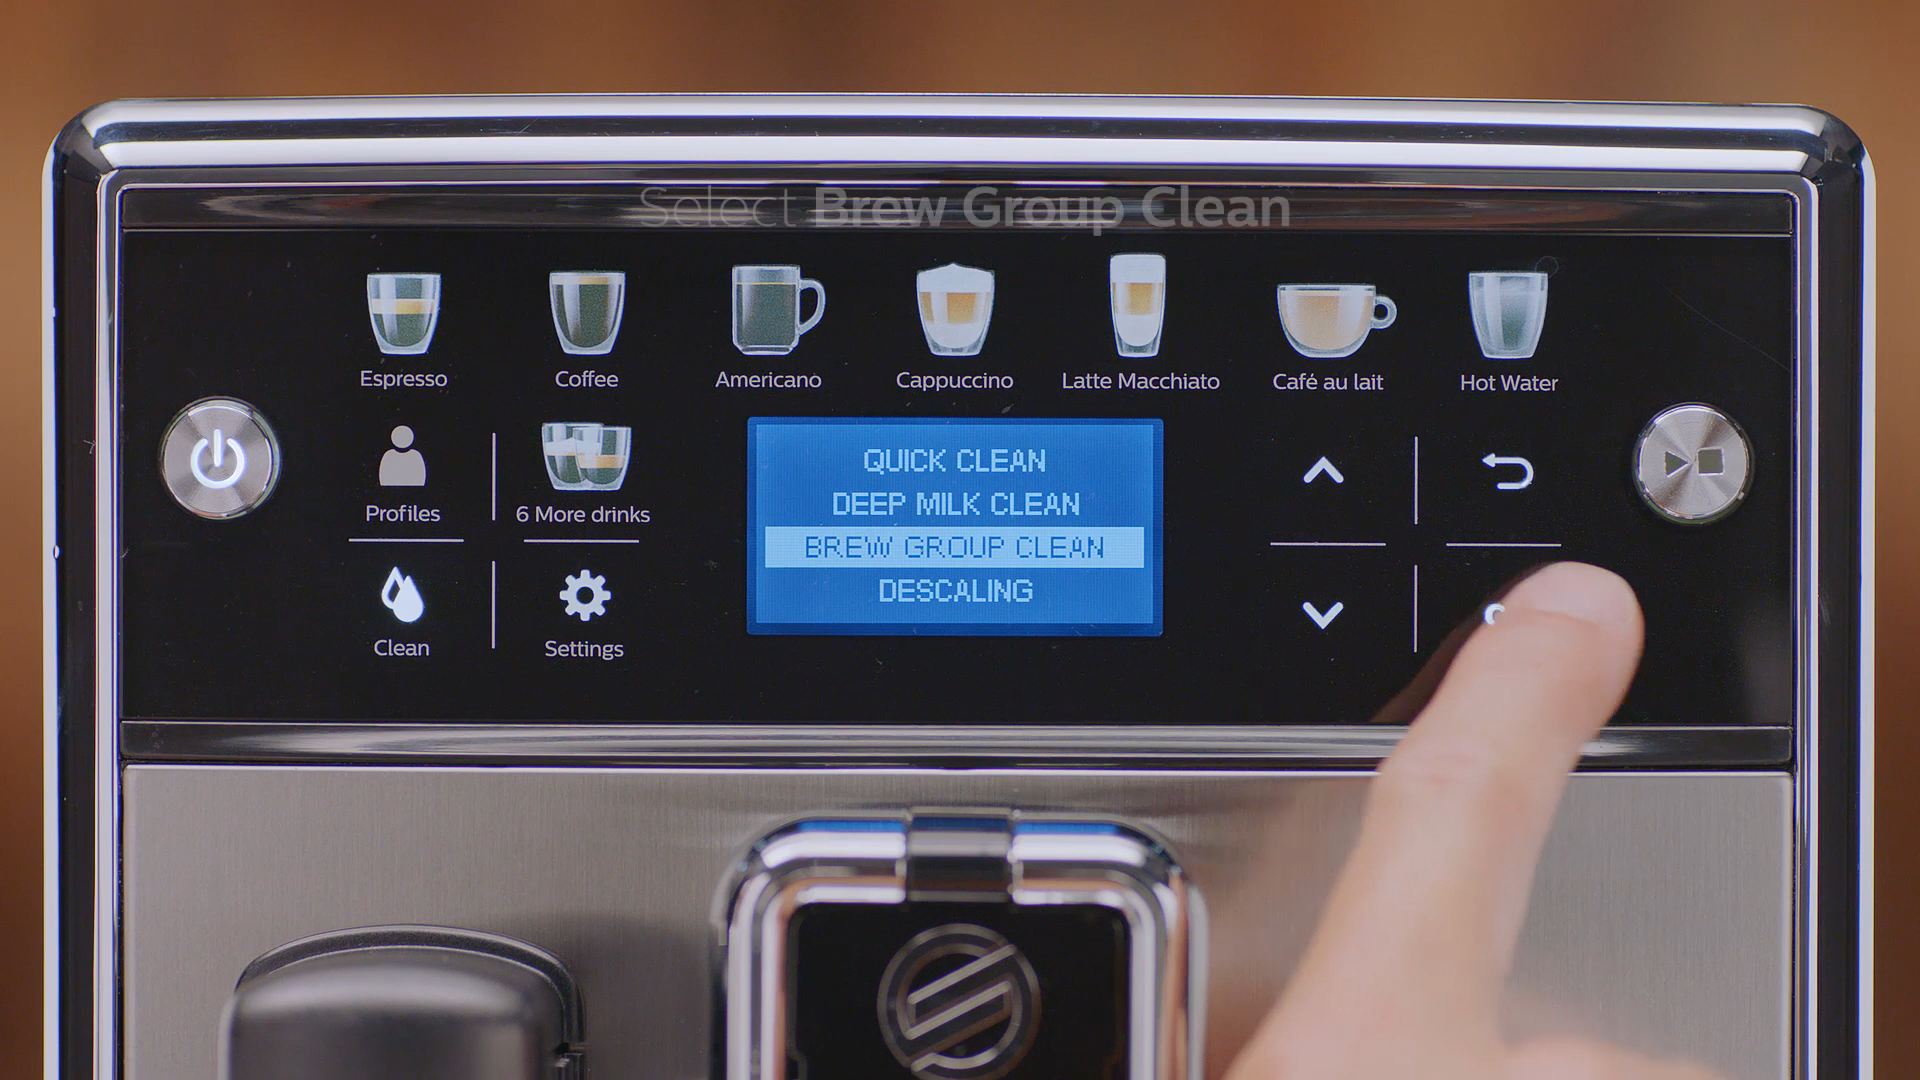 Select Brew Group Clean
Espresso
Coffee
Americano
Cappuccino
Latte Macchiato
Café au lait
Hot Water
Profiles
6 More drinks
Clean
Settings
QUICK CLEAN
DEEP MILK CLEAN
BREW GROUP CLEAN
DESCALING